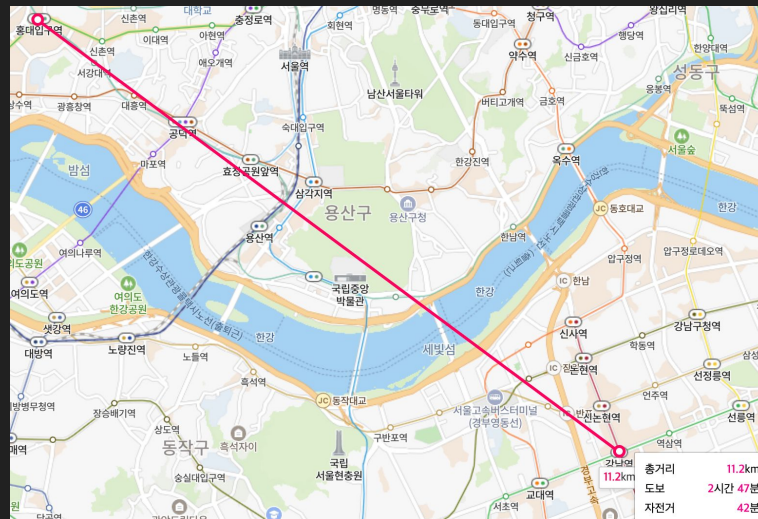 대학교
신촌역
충정로역
회현역
명동역
충무로역
청구역
왕십리역
홍대입구역
신촌역
이대역
아현역
동대입구역
행당역
서강대역
애오개역
서울역
약수역
신금호역
한양대역
성동구
남산서울타워
버티고개역
금호역
응봉역
광흥창역
대흥역
뚝섬역
공덕역
숙대입구역
서울숲
밤섬
마포역
효창공원앞역
한강진역
옥수역
삼각지역
46
용산구
용산구청
JC 동호대교
한강
여의나루역
용산역
한남역
압구정로데오역
압구정역
여의도역
여의도
한강공원
국립중앙
박물관
IC 한남
한강
샛강역
한강
신사역
강남구청역
대방역
노량진역
노들역
세빛섬
학동역
IC
논현역
선정릉역
흑석역
언주역
JC 동작대교
서울고속버스터미널
(경부영동선)
IC
신논현역
선릉역
장승배기역
상도역
흑석자이
구반포역
역삼역
동작구
국립
서울현충원
강남역
11.2km
숭실대입구역
교대역
서초역
총거리 11.2km
도보 2시간 47분
자전거 42분